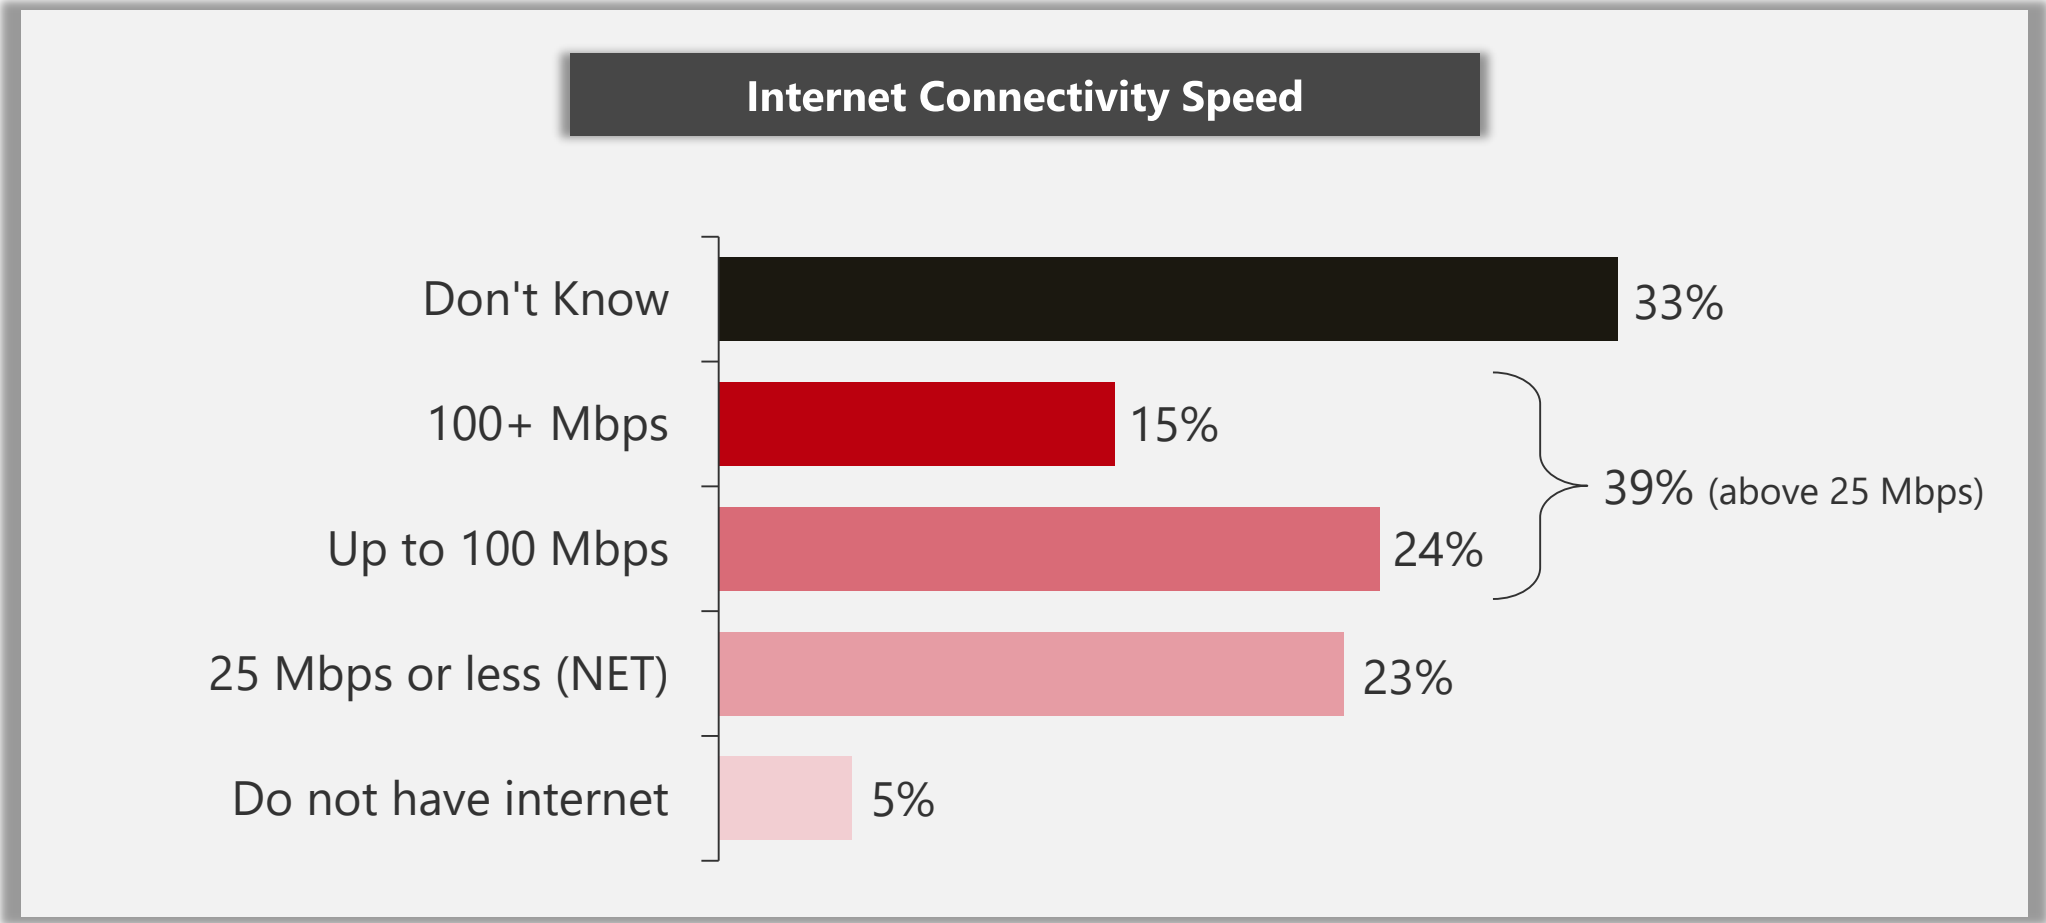 Internet Connectivity Speed
Don't Know 33%
100+ Mbps 15%
39% (above 25 Mbps)
Up to 100 Mbps 24%
25 Mbps or less (NET) 23%
Do not have internet 5%